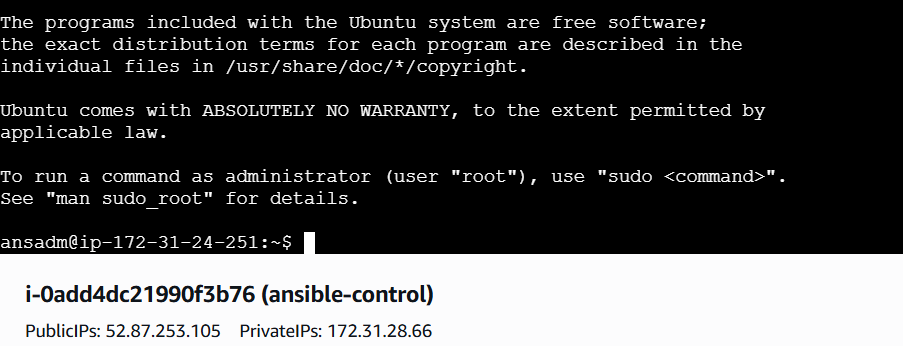 The programs included with the Ubuntu system are free software;
the exact distribution terms for each program are described in the
individual files in /usr/share/doc/*/copyright.
Ubuntu comes with ABSOLUTELY NO WARRANTY, to the extent permitted by
applicable law.
To run a command as administrator (user "root"), use "sudo <command>".
See "man sudo_root" for details.
ansadm@ip-172-31-24-251:~$
i-0add4dc21990f3b76 (ansible-control)
PublicIPs: 52.87.253.105 PrivateIPs: 172.31.28.66